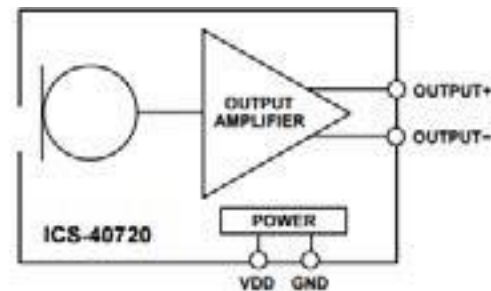 OUTPUT
AMPLIFIER
OUTPUT+
OUTPUT−
ICS-40720
POWER
VDD GND